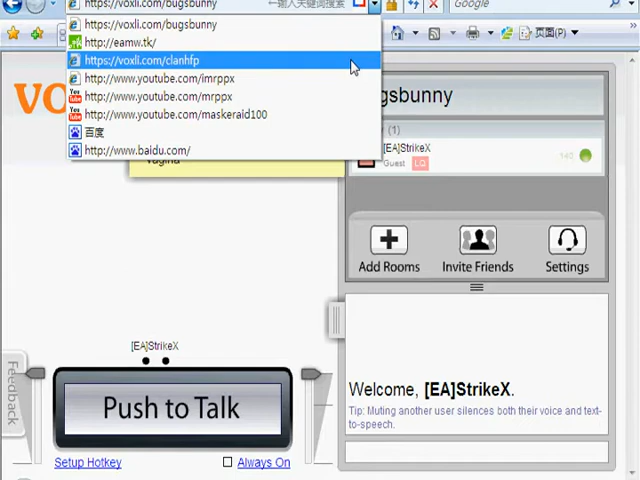 https://voxli.com/bugsbunny
←输入关键词搜索
Google
https://voxli.com/bugsbunny
http://eamw.tk/
https://voxli.com/clanhfp
http://www.youtube.com/imrppx
http://www.youtube.com/mrppx
http://www.youtube.com/maskeraid100
百度
http://www.baidu.com/
页面(P)
VO
gsbunny
(1)
[EA]StrikeX
Guest LQ
140
vagina
Add Rooms
Invite Friends
Settings
[EA]StrikeX
Push to Talk
Setup Hotkey
Always On
Feedback
Welcome, [EA]StrikeX.
Tip: Muting another user silences both their voice and text-
to-speech.